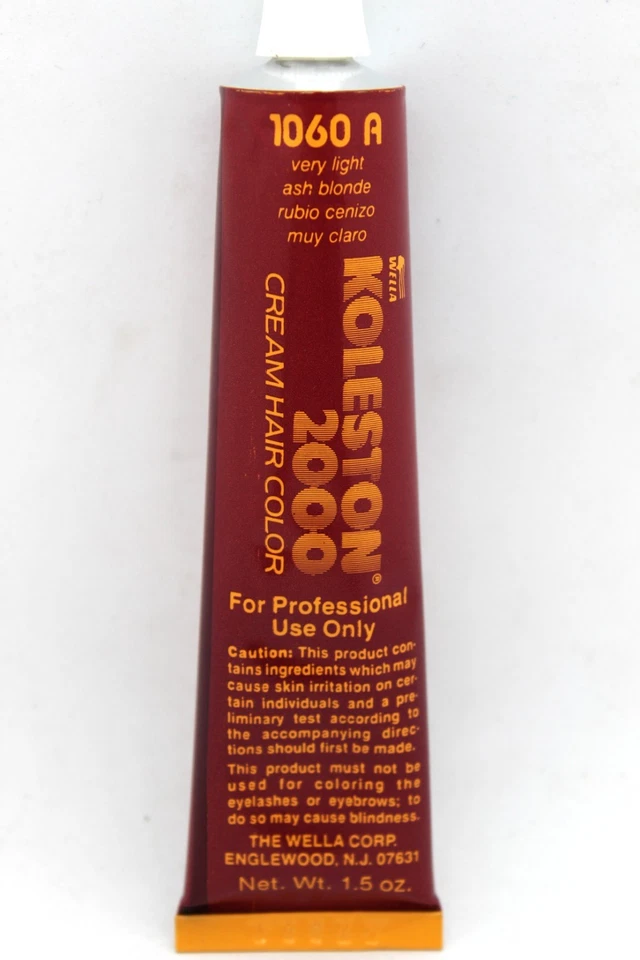 1060 A
very light
ash blonde
rubio cenizo
muy claro
WELLA
KOLESTON®
2000
CREAM HAIR COLOR
For Professional
Use Only
Caution: This product con-
tains ingredients which may
cause skin irritation on cer-
tain individuals and a pre-
liminary test according to
the accompanying direc-
tions should first be made.
This product must not be
used for coloring the
eyelashes or eyebrows; to
do so may cause blindness.
THE WELLA CORP.
ENGLEWOOD, N.J. 07631
Net. Wt. 1.5 oz.